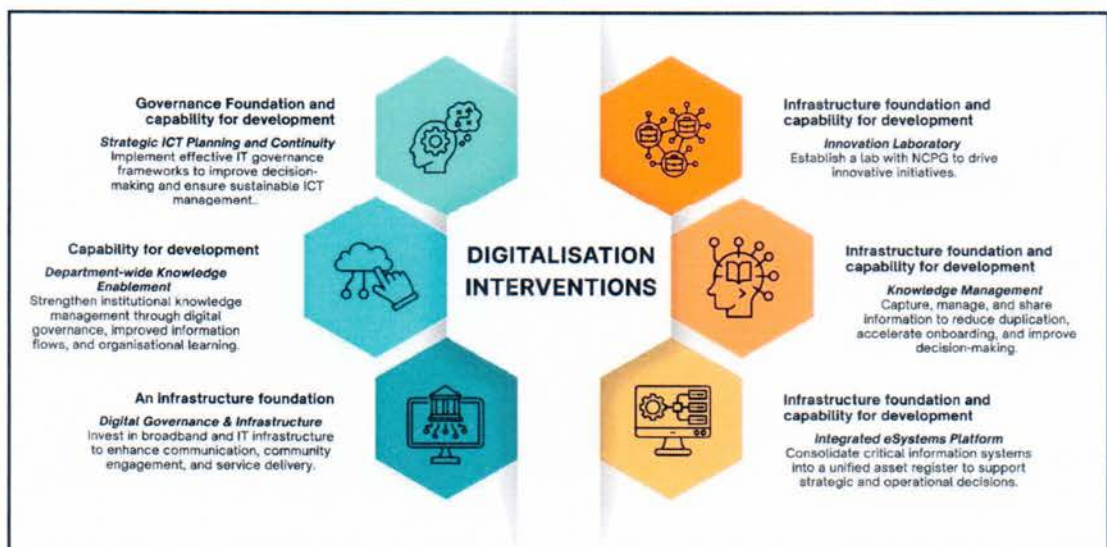 Governance Foundation and
capability for development
Strategic ICT Planning and Continuity
Implement effective IT governance
frameworks to improve decision-
making and ensure sustainable ICT
management..
Capability for development
Department-wide Knowledge
Enablement
Strengthen institutional knowledge
management through digital
governance, improved information
flows, and organisational learning.
An infrastructure foundation
Digital Governance & Infrastructure
Invest in broadband and IT infrastructure
to enhance communication, community
engagement, and service delivery.
DIGITALISATION
INTERVENTIONS
Infrastructure foundation and
capability for development
Innovation Laboratory
Establish a lab with NCPG to drive
innovative initiatives.
Infrastructure foundation and
capability for development
Knowledge Management
Capture, manage, and share
information to reduce duplication,
accelerate onboarding, and improve
decision-making.
Infrastructure foundation and
capability for development
Integrated eSystems Platform
Consolidate critical information systems
into a unified asset register to support
strategic and operational decisions.